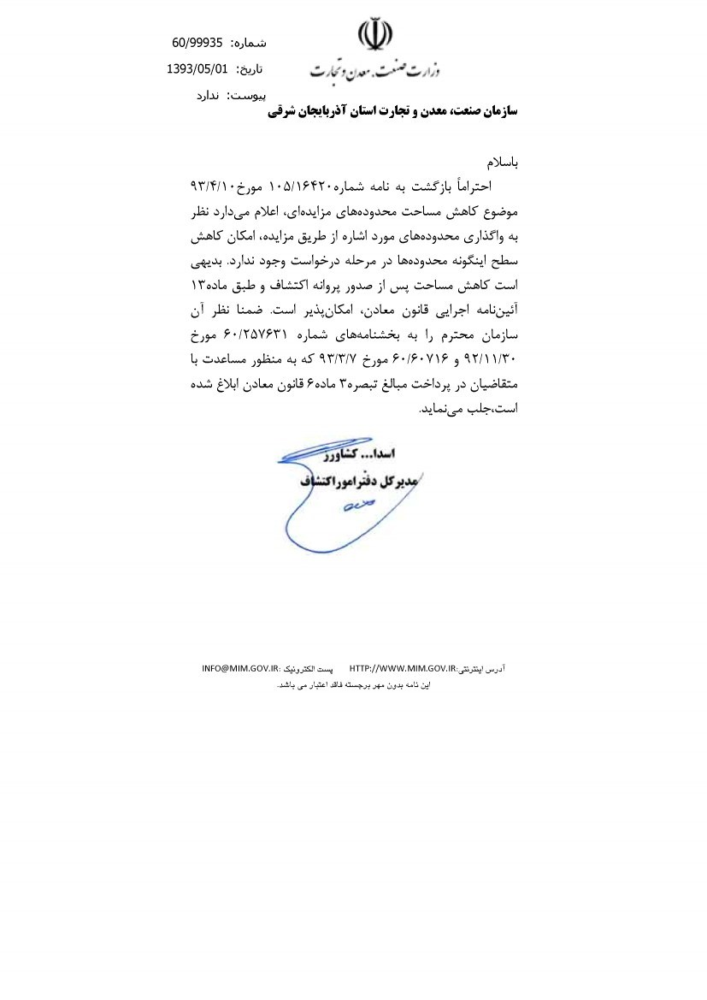 شماره: 60/99935
تاریخ: 1393/05/01
پیوست: ندارد
وزارت صنعت، معدن و تجارت
سازمان صنعت، معدن و تجارت استان آذربایجان شرقی
باسلام
احتراماً بازگشت به نامه شماره۱۰۵/۱۶۴۲۰ مورخ۹۳/۴/۱۰
موضوع کاهش مساحت محدوده‌های مزایده‌ای، اعلام می‌دارد نظر
به واگذاری محدوده‌های مورد اشاره از طریق مزایده، امکان کاهش
سطح اینگونه محدوده‌ها در مرحله درخواست وجود ندارد. بدیهی
است کاهش مساحت پس از صدور پروانه اکتشاف و طبق ماده۱۳
آئین‌نامه اجرایی قانون معادن، امکان‌پذیر است. ضمنا نظر آن
سازمان محترم را به بخشنامه‌های شماره ۶۰/۲۵۷۶۳۱ مورخ
۹۲/۱۱/۳۰ و ۶۰/۶۰۷۱۶ مورخ ۹۳/۳/۷ که به منظور مساعدت با
متقاضیان در پرداخت مبالغ تبصره۳ ماده۶ قانون معادن ابلاغ شده
است،جلب می‌نماید.
اسدا... کشاورز
مدیرکل دفتر امور اکتشاف
آدرس اینترنتی:HTTP://WWW.MIM.GOV.IR پست الکترونیک :INFO@MIM.GOV.IR
این نامه بدون مهر برجسته فاقد اعتبار می باشد.